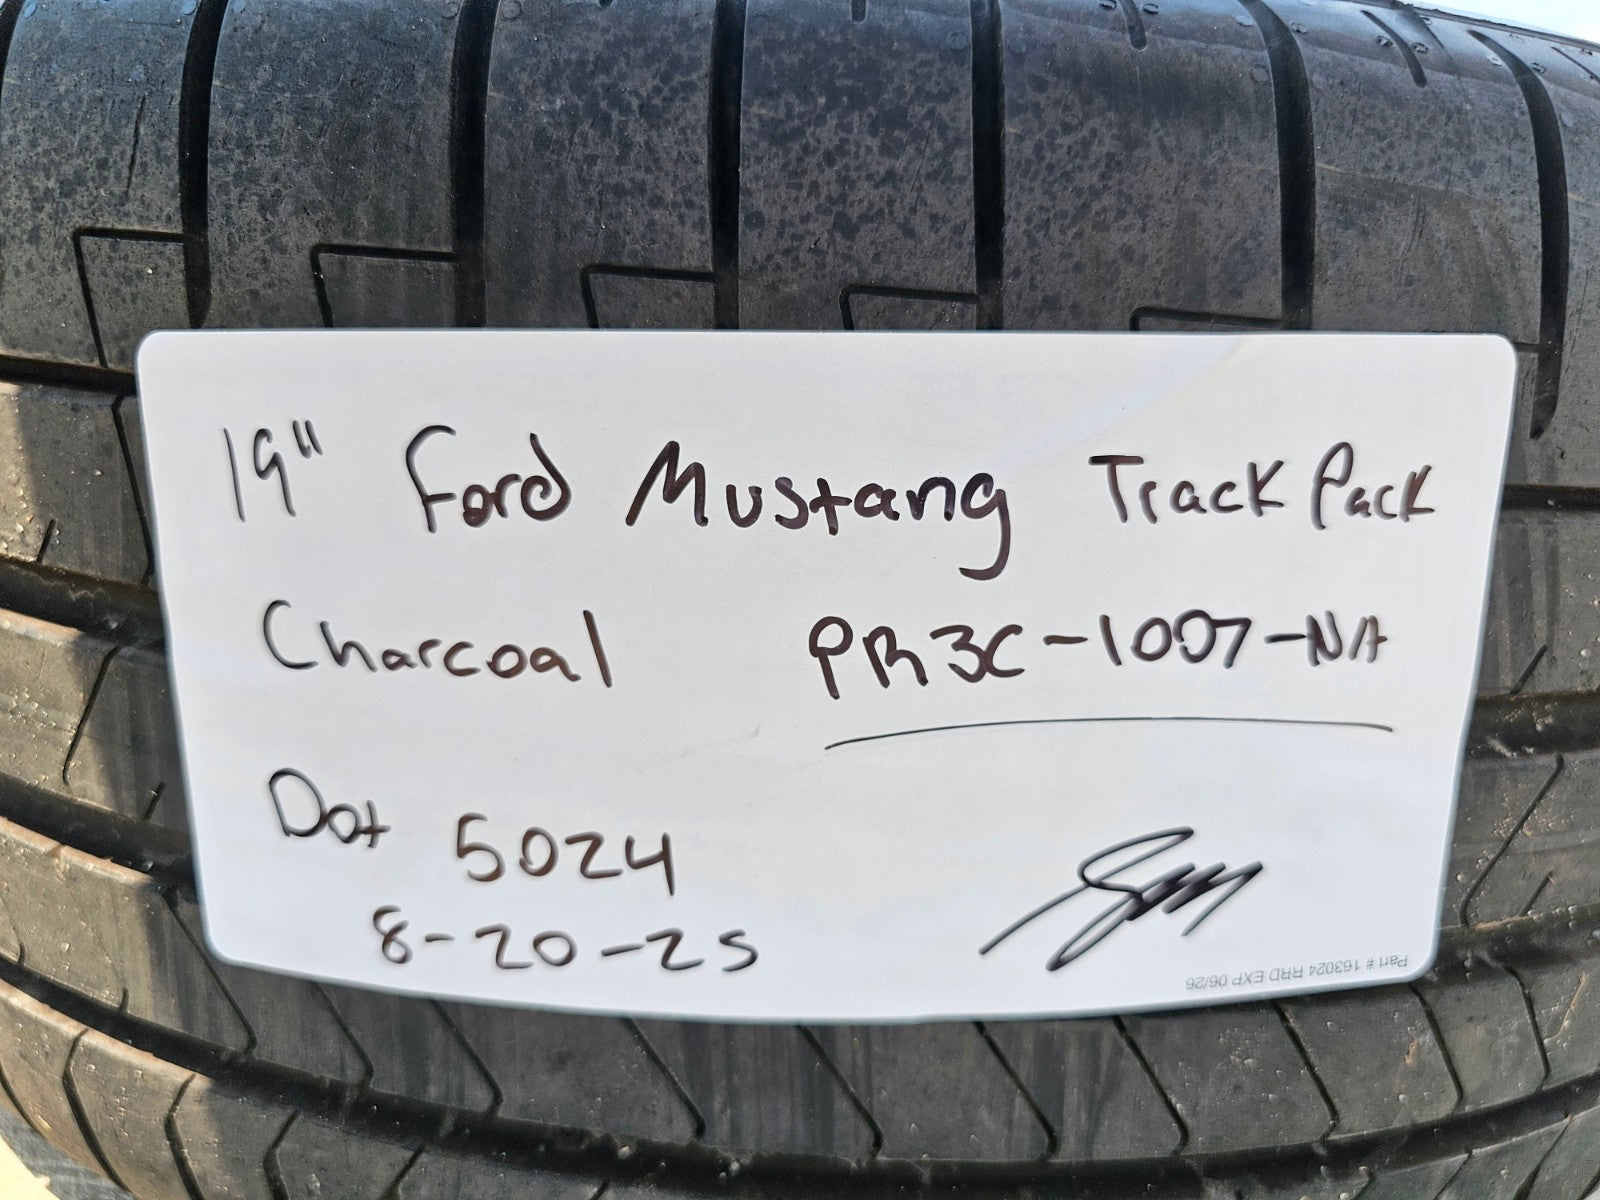 19" Ford Mustang Track Pack
Charcoal PR3C-1007-NA
Dot 5024
8-20-25
Part # 163024 RRD EXP 06/26